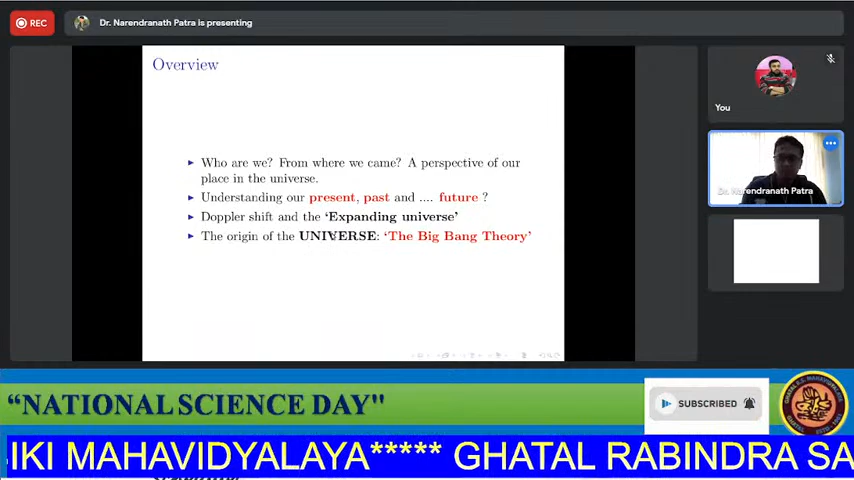 REC
Dr. Narendranath Patra is presenting
Overview
Who are we? From where we came? A perspective of our
place in the universe.
Understanding our present, past and .... future ?
Doppler shift and the ‘Expanding universe’
The origin of the UNIVERSE: ‘The Big Bang Theory’
You
Dr. Narendranath Patra
“NATIONAL SCIENCE DAY"
SUBSCRIBED
IKI MAHAVIDYALAYA***** GHATAL RABINDRA SA